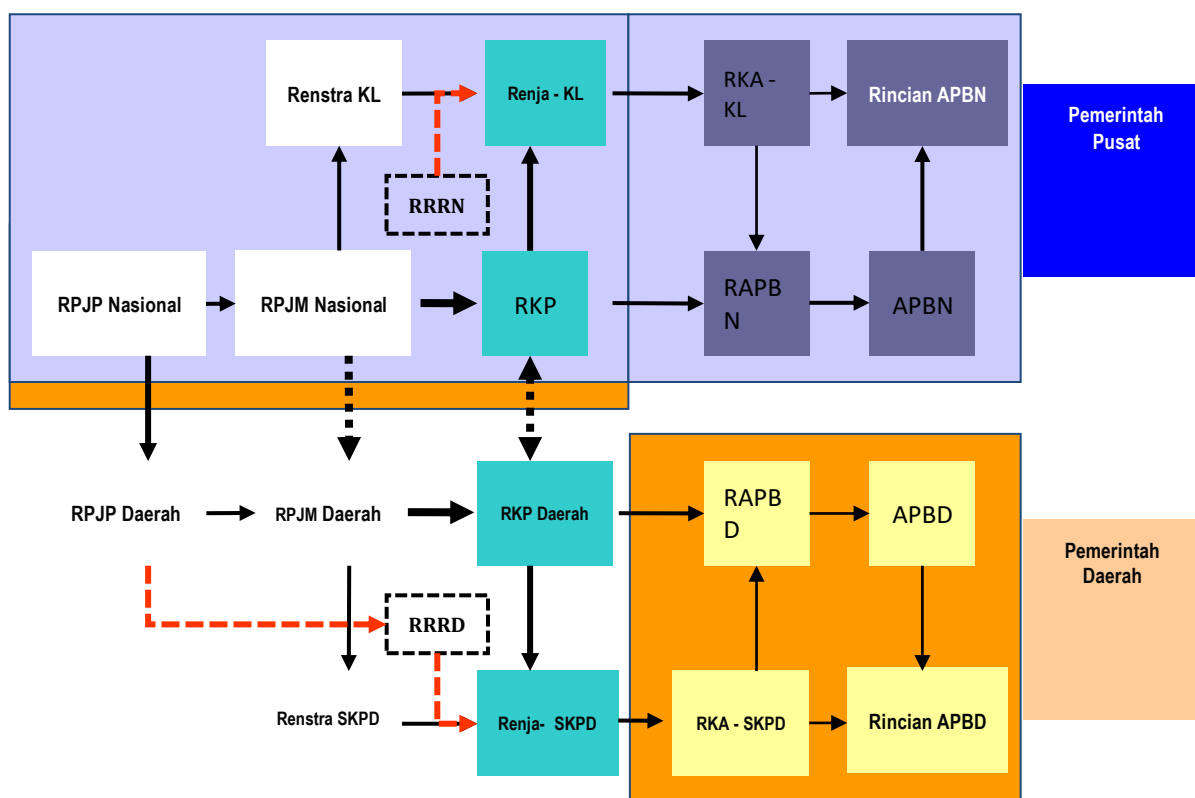 Renstra KL
Renja - KL
RKA -
KL
Rincian APBN
Pemerintah
Pusat
RRRN
RPJP Nasional
RPJM Nasional
RKP
RAPB
N
APBN
RPJP Daerah
RPJM Daerah
RKP Daerah
RAPB
D
APBD
Pemerintah
Daerah
RRRD
Renstra SKPD
Renja- SKPD
RKA - SKPD
Rincian APBD